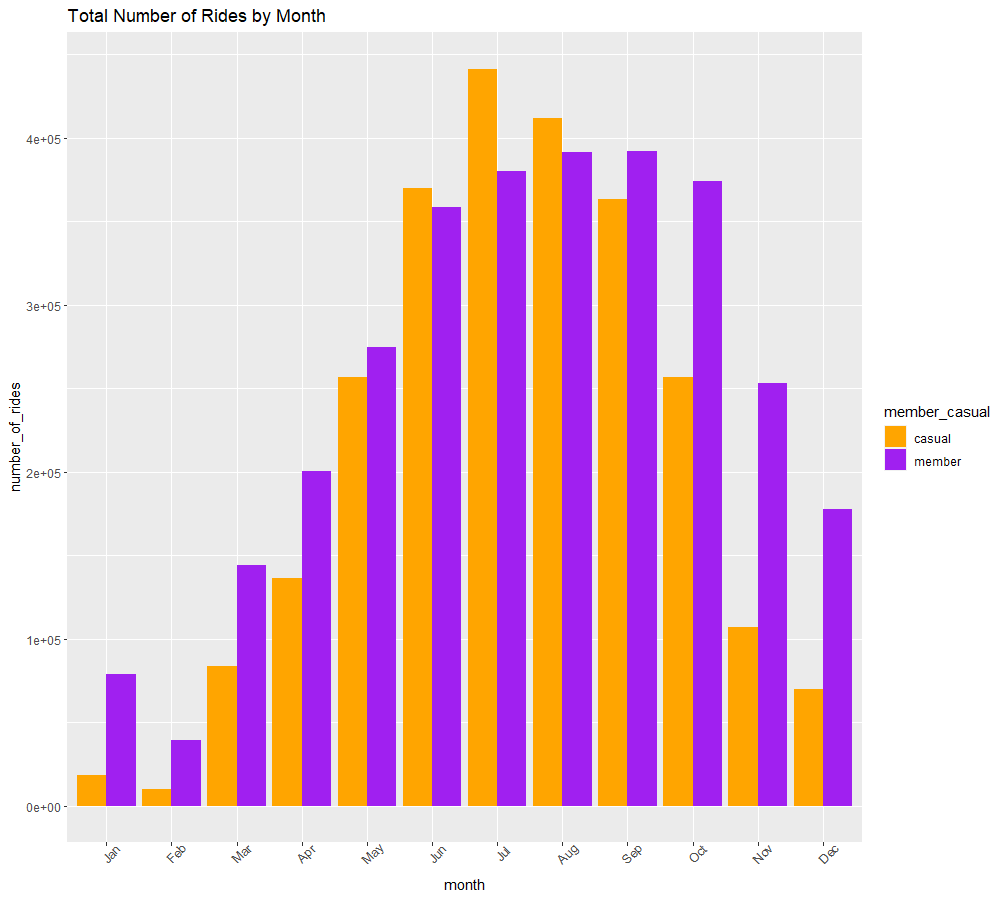 Total Number of Rides by Month
number_of_rides
4e+05
3e+05
2e+05
1e+05
0e+00
Jan
Feb
Mar
Apr
May
Jun
Jul
Aug
Sep
Oct
Nov
Dec
month
member_casual
casual
member